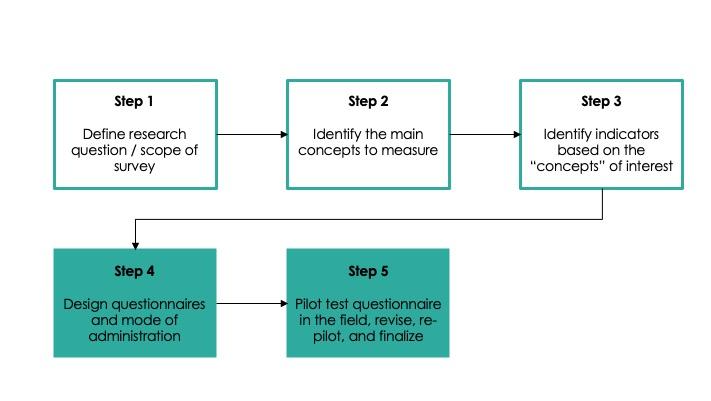 Step 1
Define research
question / scope of
survey
Step 2
Identify the main
concepts to measure
Step 3
Identify indicators
based on the
“concepts” of interest
Step 4
Design questionnaires
and mode of
administration
Step 5
Pilot test questionnaire
in the field, revise, re-
pilot, and finalize